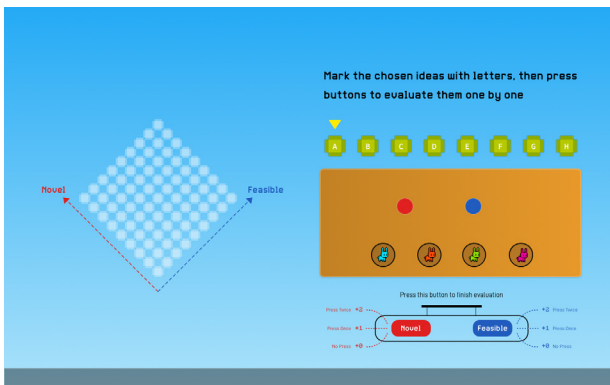 Mark the chosen ideas with letters, then press
buttons to evaluate them one by one
A B C D E F G H
Novel
Feasible
Press this button to finish evaluation
Press Twice +2
Press Once +1
No Press +0
Novel
Feasible
+2 Press Twice
+1 Press Once
+0 No Press